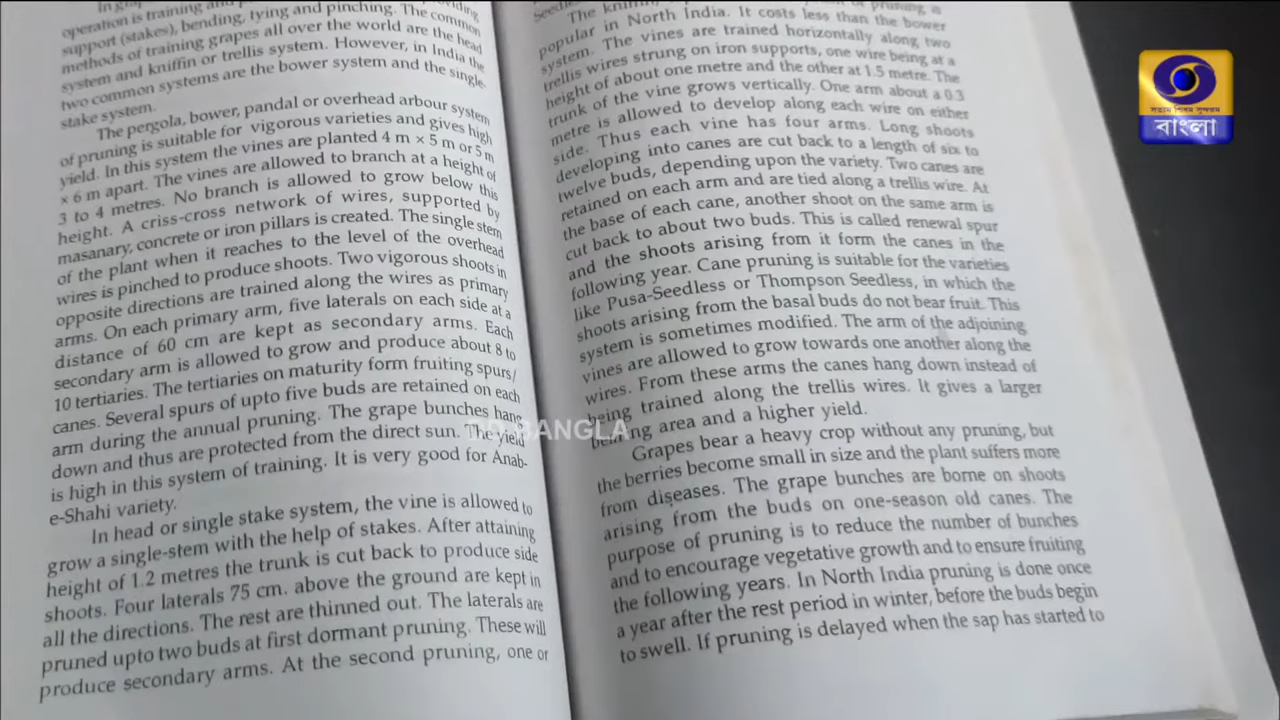 operation is training and
support (stakes), bending, tying and pinching. The common
methods of training grapes all over the world are the head
system and kniffin or trellis system. However, in India the
two common systems are the bower system and the single-
stake system.
The pergola, bower, pandal or overhead arbour system
of pruning is suitable for vigorous varieties and gives high
yield. In this system the vines are planted 4 m × 5 m or 5 m
× 6 m apart. The vines are allowed to branch at a height of
3 to 4 metres. No branch is allowed to grow below this
height. A criss-cross network of wires, supported by
masanary, concrete or iron pillars is created. The single stem
of the plant when it reaches to the level of the overhead
wires is pinched to produce shoots. Two vigorous shoots in
opposite directions are trained along the wires as primary
arms. On each primary arm, five laterals on each side at a
distance of 60 cm are kept as secondary arms. Each
secondary arm is allowed to grow and produce about 8 to
10 tertiaries. The tertiaries on maturity form fruiting spurs/
canes. Several spurs of upto five buds are retained on each
arm during the annual pruning. The grape bunches hang
down and thus are protected from the direct sun. The yield
is high in this system of training. It is very good for Anab-
e-Shahi variety.
In head or single stake system, the vine is allowed to
grow a single-stem with the help of stakes. After attaining
height of 1.2 metres the trunk is cut back to produce side
shoots. Four laterals 75 cm. above the ground are kept in
all the directions. The rest are thinned out. The laterals are
pruned upto two buds at first dormant pruning. These will
produce secondary arms. At the second pruning, one or
popular in North India. It costs less than the bower
system. The vines are trained horizontally along two
trellis wires strung on iron supports, one wire being at a
height of about one metre and the other at 1.5 metre. The
trunk of the vine grows vertically. One arm about a 0.3
metre is allowed to develop along each wire on either
side. Thus each vine has four arms. Long shoots
developing into canes are cut back to a length of six to
twelve buds, depending upon the variety. Two canes are
retained on each arm and are tied along a trellis wire. At
the base of each cane, another shoot on the same arm is
cut back to about two buds. This is called renewal spur
and the shoots arising from it form the canes in the
following year. Cane pruning is suitable for the varieties
like Pusa-Seedless or Thompson Seedless, in which the
shoots arising from the basal buds do not bear fruit. This
system is sometimes modified. The arm of the adjoining
vines are allowed to grow towards one another along the
wires. From these arms the canes hang down instead of
being trained along the trellis wires. It gives a larger
bearing area and a higher yield.
Grapes bear a heavy crop without any pruning, but
the berries become small in size and the plant suffers more
from diseases. The grape bunches are borne on shoots
arising from the buds on one-season old canes. The
purpose of pruning is to reduce the number of bunches
and to encourage vegetative growth and to ensure fruiting
the following years. In North India pruning is done once
a year after the rest period in winter, before the buds begin
to swell. If pruning is delayed when the sap has started to
DD BANGLA
সত্যম শিবম সুন্দরম
বাংলা